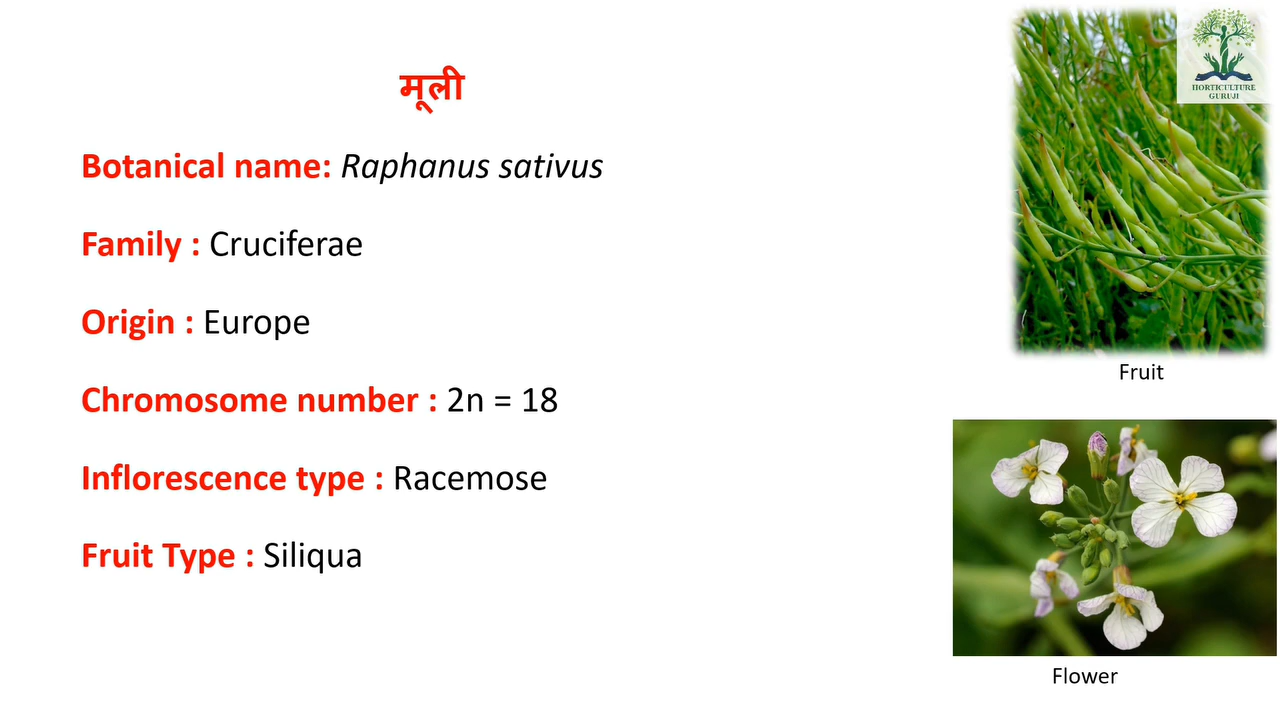 मूली
Botanical name: Raphanus sativus
Family : Cruciferae
Origin : Europe
Chromosome number : 2n = 18
Inflorescence type : Racemose
Fruit Type : Siliqua
HORTICULTURE
GURUJI
Fruit
Flower